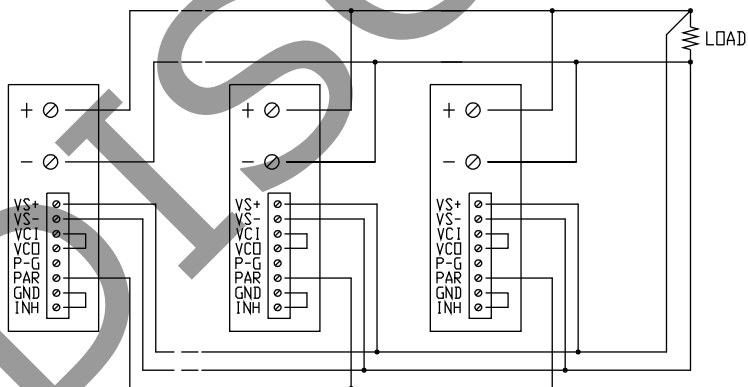 LOAD
+
−
VS+
VS-
VCI
VCO
P-G
PAR
GND
INH
+
−
VS+
VS-
VCI
VCO
P-G
PAR
GND
INH
+
−
VS+
VS-
VCI
VCO
P-G
PAR
GND
INH
DISC